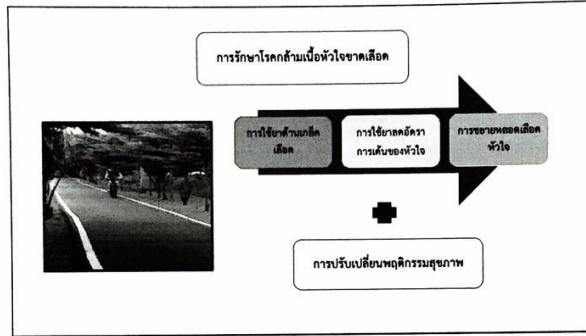 การรักษาโรคกล้ามเนื้อหัวใจขาดเลือด
การใช้ยาต้านเกล็ด
เลือด
การใช้ยาลดอัตรา
การเต้นของหัวใจ
การขยายหลอดเลือด
หัวใจ
การปรับเปลี่ยนพฤติกรรมสุขภาพ